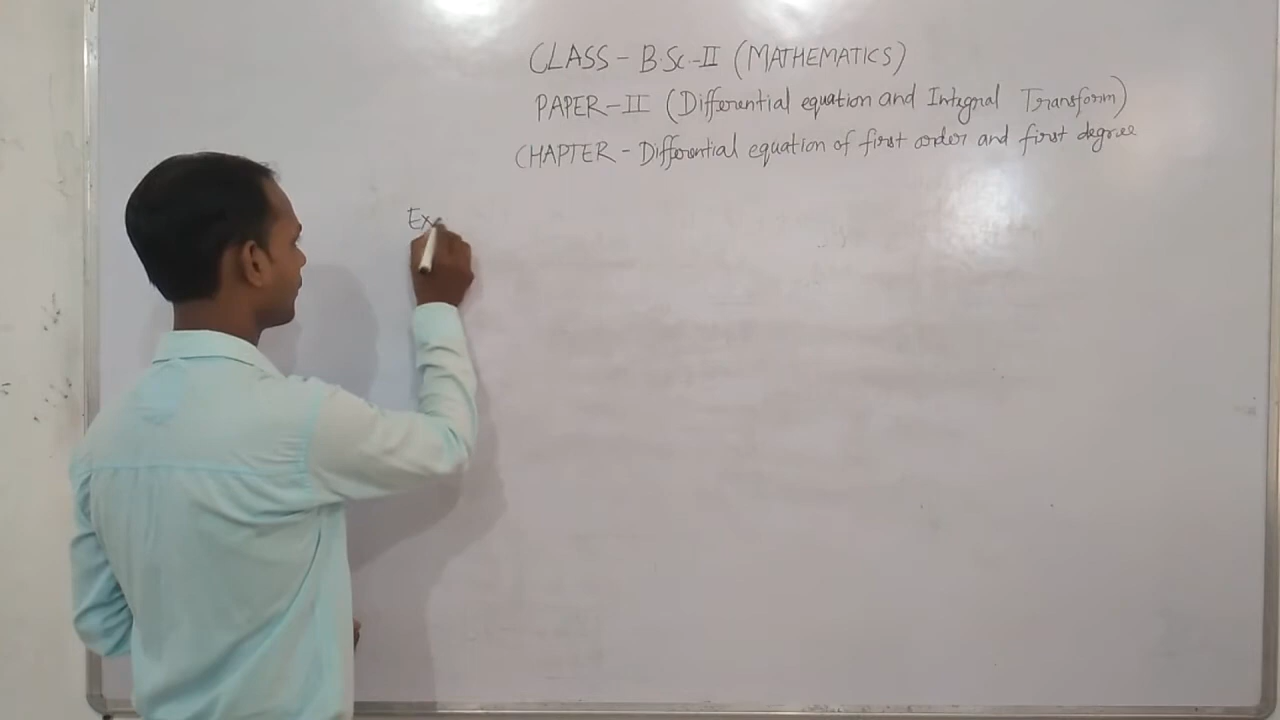 CLASS - B.Sc.-II (MATHEMATICS)
PAPER-II (Differential equation and Integral Transform)
CHAPTER - Differential equation of first order and first degree
Ex